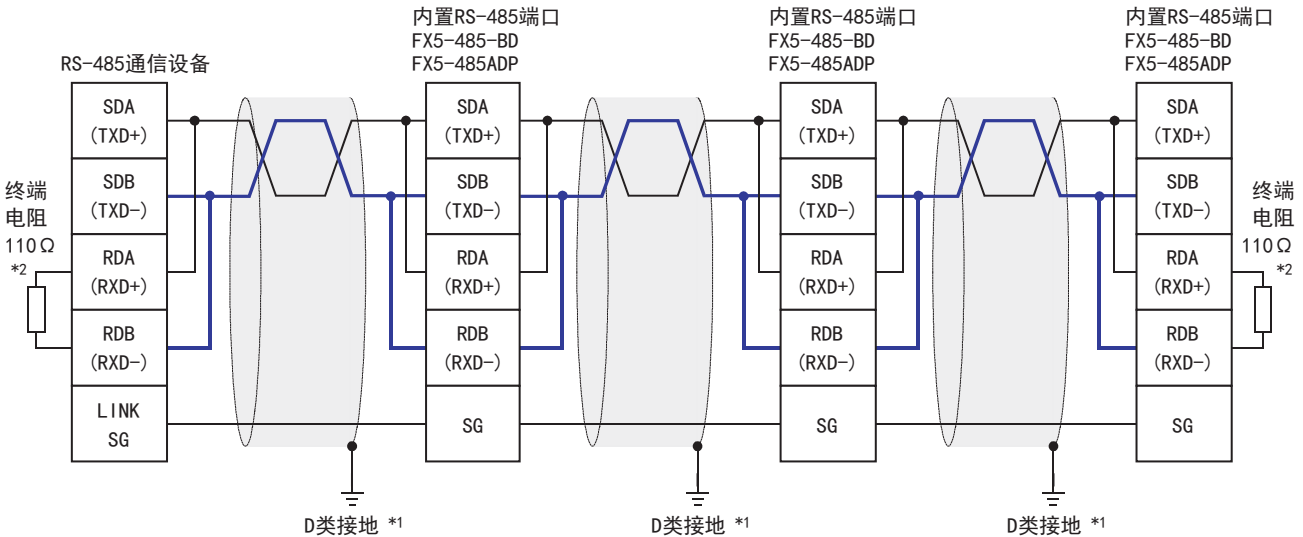 RS-485通信设备
内置RS-485端口
FX5-485-BD
FX5-485ADP
内置RS-485端口
FX5-485-BD
FX5-485ADP
内置RS-485端口
FX5-485-BD
FX5-485ADP
终端
电阻
110Ω
*2
SDA
(TXD+)
SDB
(TXD-)
RDA
(RXD+)
RDB
(RXD-)
LINK
SG
SDA
(TXD+)
SDB
(TXD-)
RDA
(RXD+)
RDB
(RXD-)
SG
SDA
(TXD+)
SDB
(TXD-)
RDA
(RXD+)
RDB
(RXD-)
SG
SDA
(TXD+)
SDB
(TXD-)
RDA
(RXD+)
RDB
(RXD-)
SG
终端
电阻
110Ω
*2
D类接地 *1
D类接地 *1
D类接地 *1